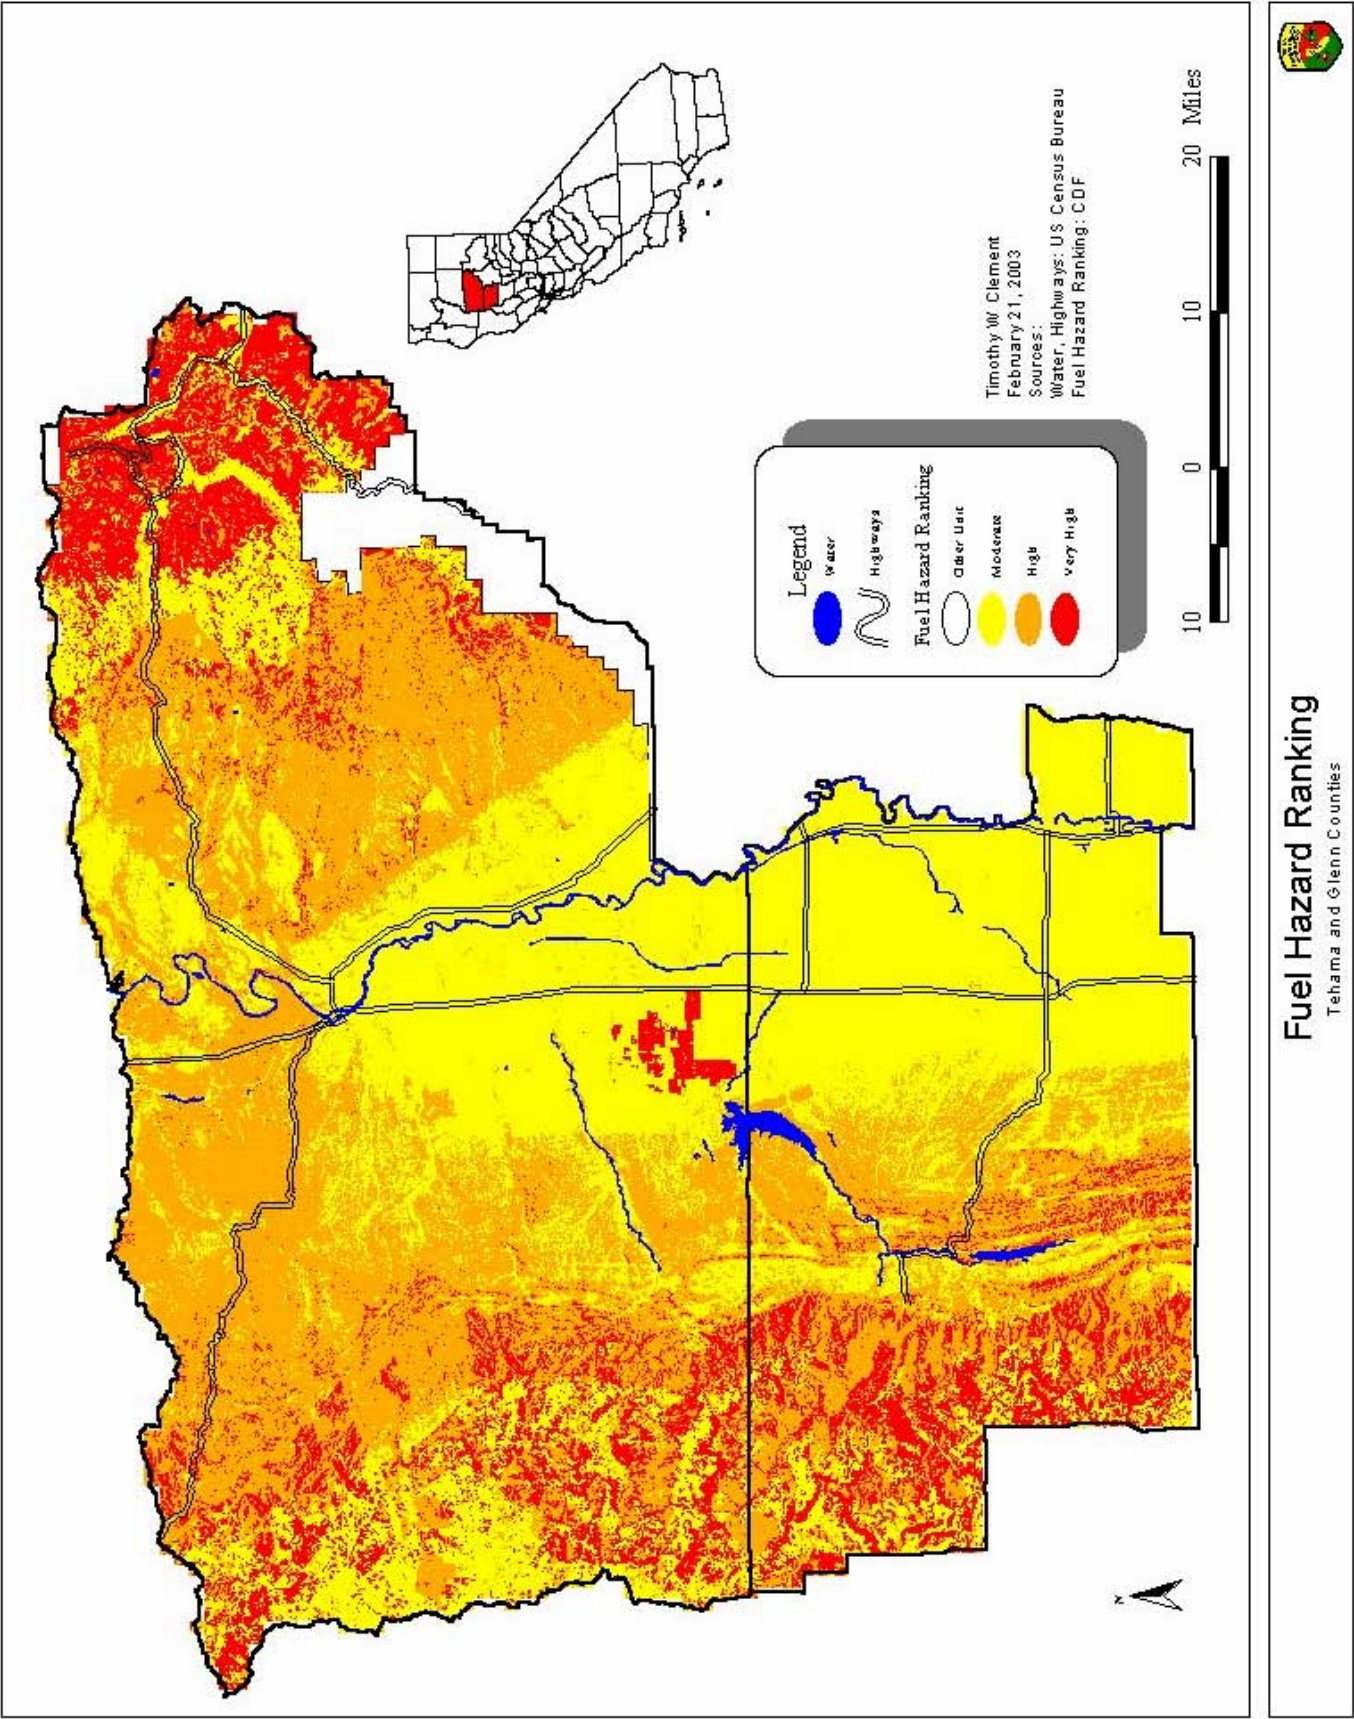 Legend
Water
Highways
Fuel Hazard Ranking
Other Unit
Moderate
High
Very High
Timothy W Clement
February 21, 2003
Sources:
Water, Highways: US Census Bureau
Fuel Hazard Ranking: CDF
10 0 10 20 Miles
N
Fuel Hazard Ranking
Tehama and Glenn Counties